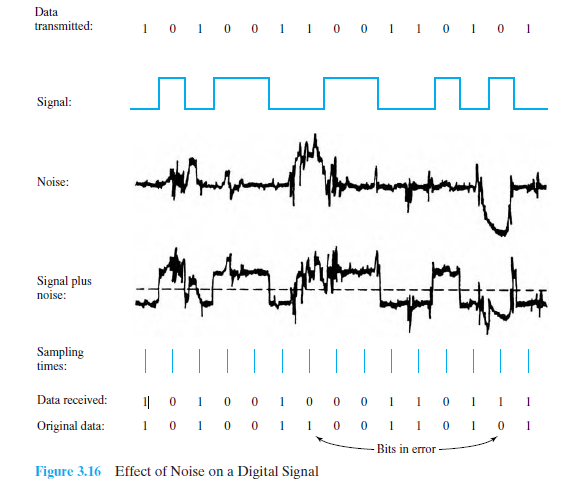 Data
transmitted: 1 0 1 0 0 1 1 0 0 1 1 0 1 0 1
Signal:
Noise:
Signal plus
noise:
Sampling
times:
Data received: 1 0 1 0 0 1 0 0 0 1 1 0 1 1 1
Original data: 1 0 1 0 0 1 1 0 0 1 1 0 1 0 1
Bits in error
Figure 3.16 Effect of Noise on a Digital Signal